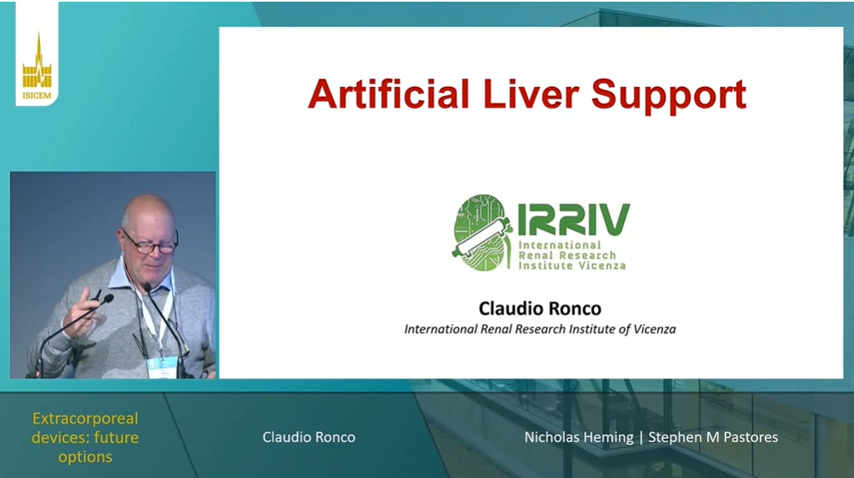 ISICEM
Artificial Liver Support
IRRIV
International
Renal Research
Institute Vicenza
Claudio Ronco
International Renal Research Institute of Vicenza
Extracorporeal
devices: future
options
Claudio Ronco
Nicholas Heming | Stephen M Pastores